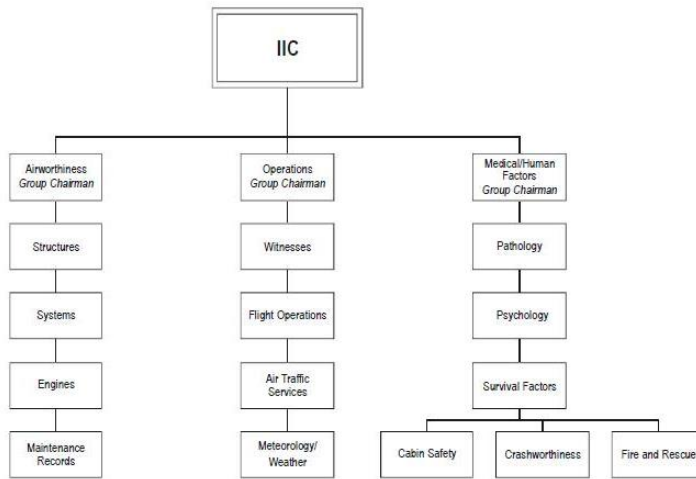 IIC
Airworthiness
Group Chairman
Operations
Group Chairman
Medical/Human
Factors
Group Chairman
Structures
Witnesses
Pathology
Systems
Flight Operations
Psychology
Engines
Air Traffic
Services
Survival Factors
Maintenance
Records
Meteorology/
Weather
Cabin Safety
Crashworthiness
Fire and Rescue